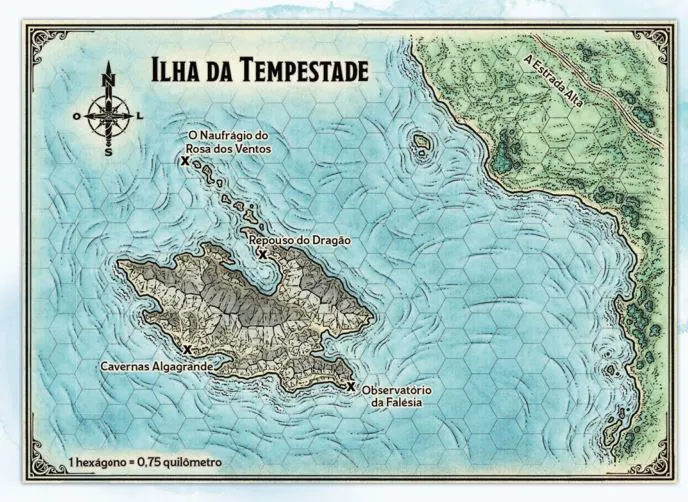 ILHA DA TEMPESTADE
A Estrada Alta
N
O L
S
O Naufrágio do
Rosa dos Ventos
Repouso do Dragão
Cavernas Algagrande
Observatório
da Falésia
1 hexágono = 0,75 quilômetro